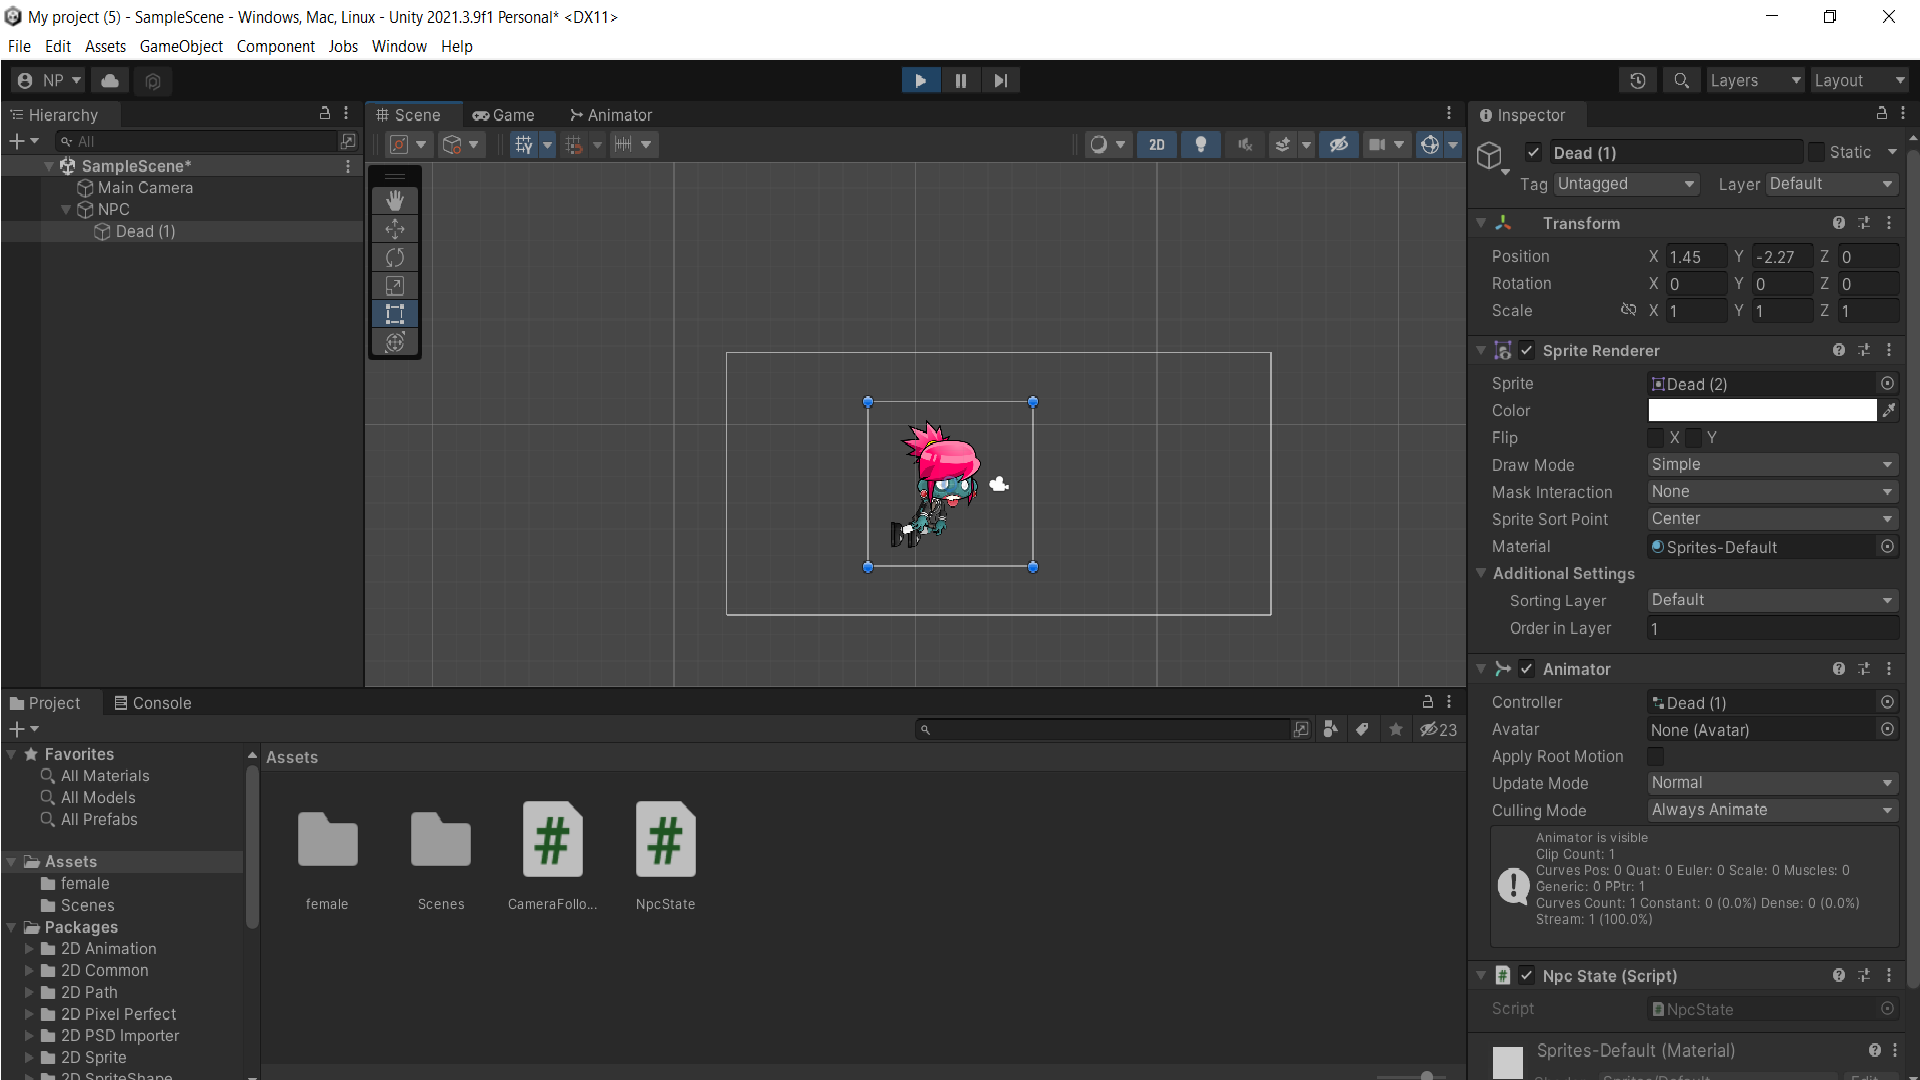 My project (5) - SampleScene - Windows, Mac, Linux - Unity 2021.3.9f1 Personal* <DX11>
File Edit Assets GameObject Component Jobs Window Help
NP
Layers Layout
Hierarchy
All
SampleScene*
Main Camera
NPC
Dead (1)
Scene Game Animator
2D
Inspector
Dead (1) Static
Tag Untagged Layer Default
Transform
Position X 1.45 Y -2.27 Z 0
Rotation X 0 Y 0 Z 0
Scale X 1 Y 1 Z 1
Sprite Renderer
Sprite Dead (2)
Color
Flip X Y
Draw Mode Simple
Mask Interaction None
Sprite Sort Point Center
Material Sprites-Default
Additional Settings
Sorting Layer Default
Order in Layer 1
Animator
Controller Dead (1)
Avatar None (Avatar)
Apply Root Motion
Update Mode Normal
Culling Mode Always Animate
Animator is visible
Clip Count: 1
Curves Pos: 0 Quat: 0 Euler: 0 Scale: 0 Muscles: 0
Generic: 0 PPtr: 1
Curves Count: 1 Constant: 0 (0.0%) Dense: 0 (0.0%)
Stream: 1 (100.0%)
Npc State (Script)
Script NpcState
Sprites-Default (Material)
Project Console
23
Favorites
All Materials
All Models
All Prefabs
Assets
female
Scenes
Packages
2D Animation
2D Common
2D Path
2D Pixel Perfect
2D PSD Importer
2D Sprite
2D SpriteShape
Assets
female Scenes CameraFollo... NpcState